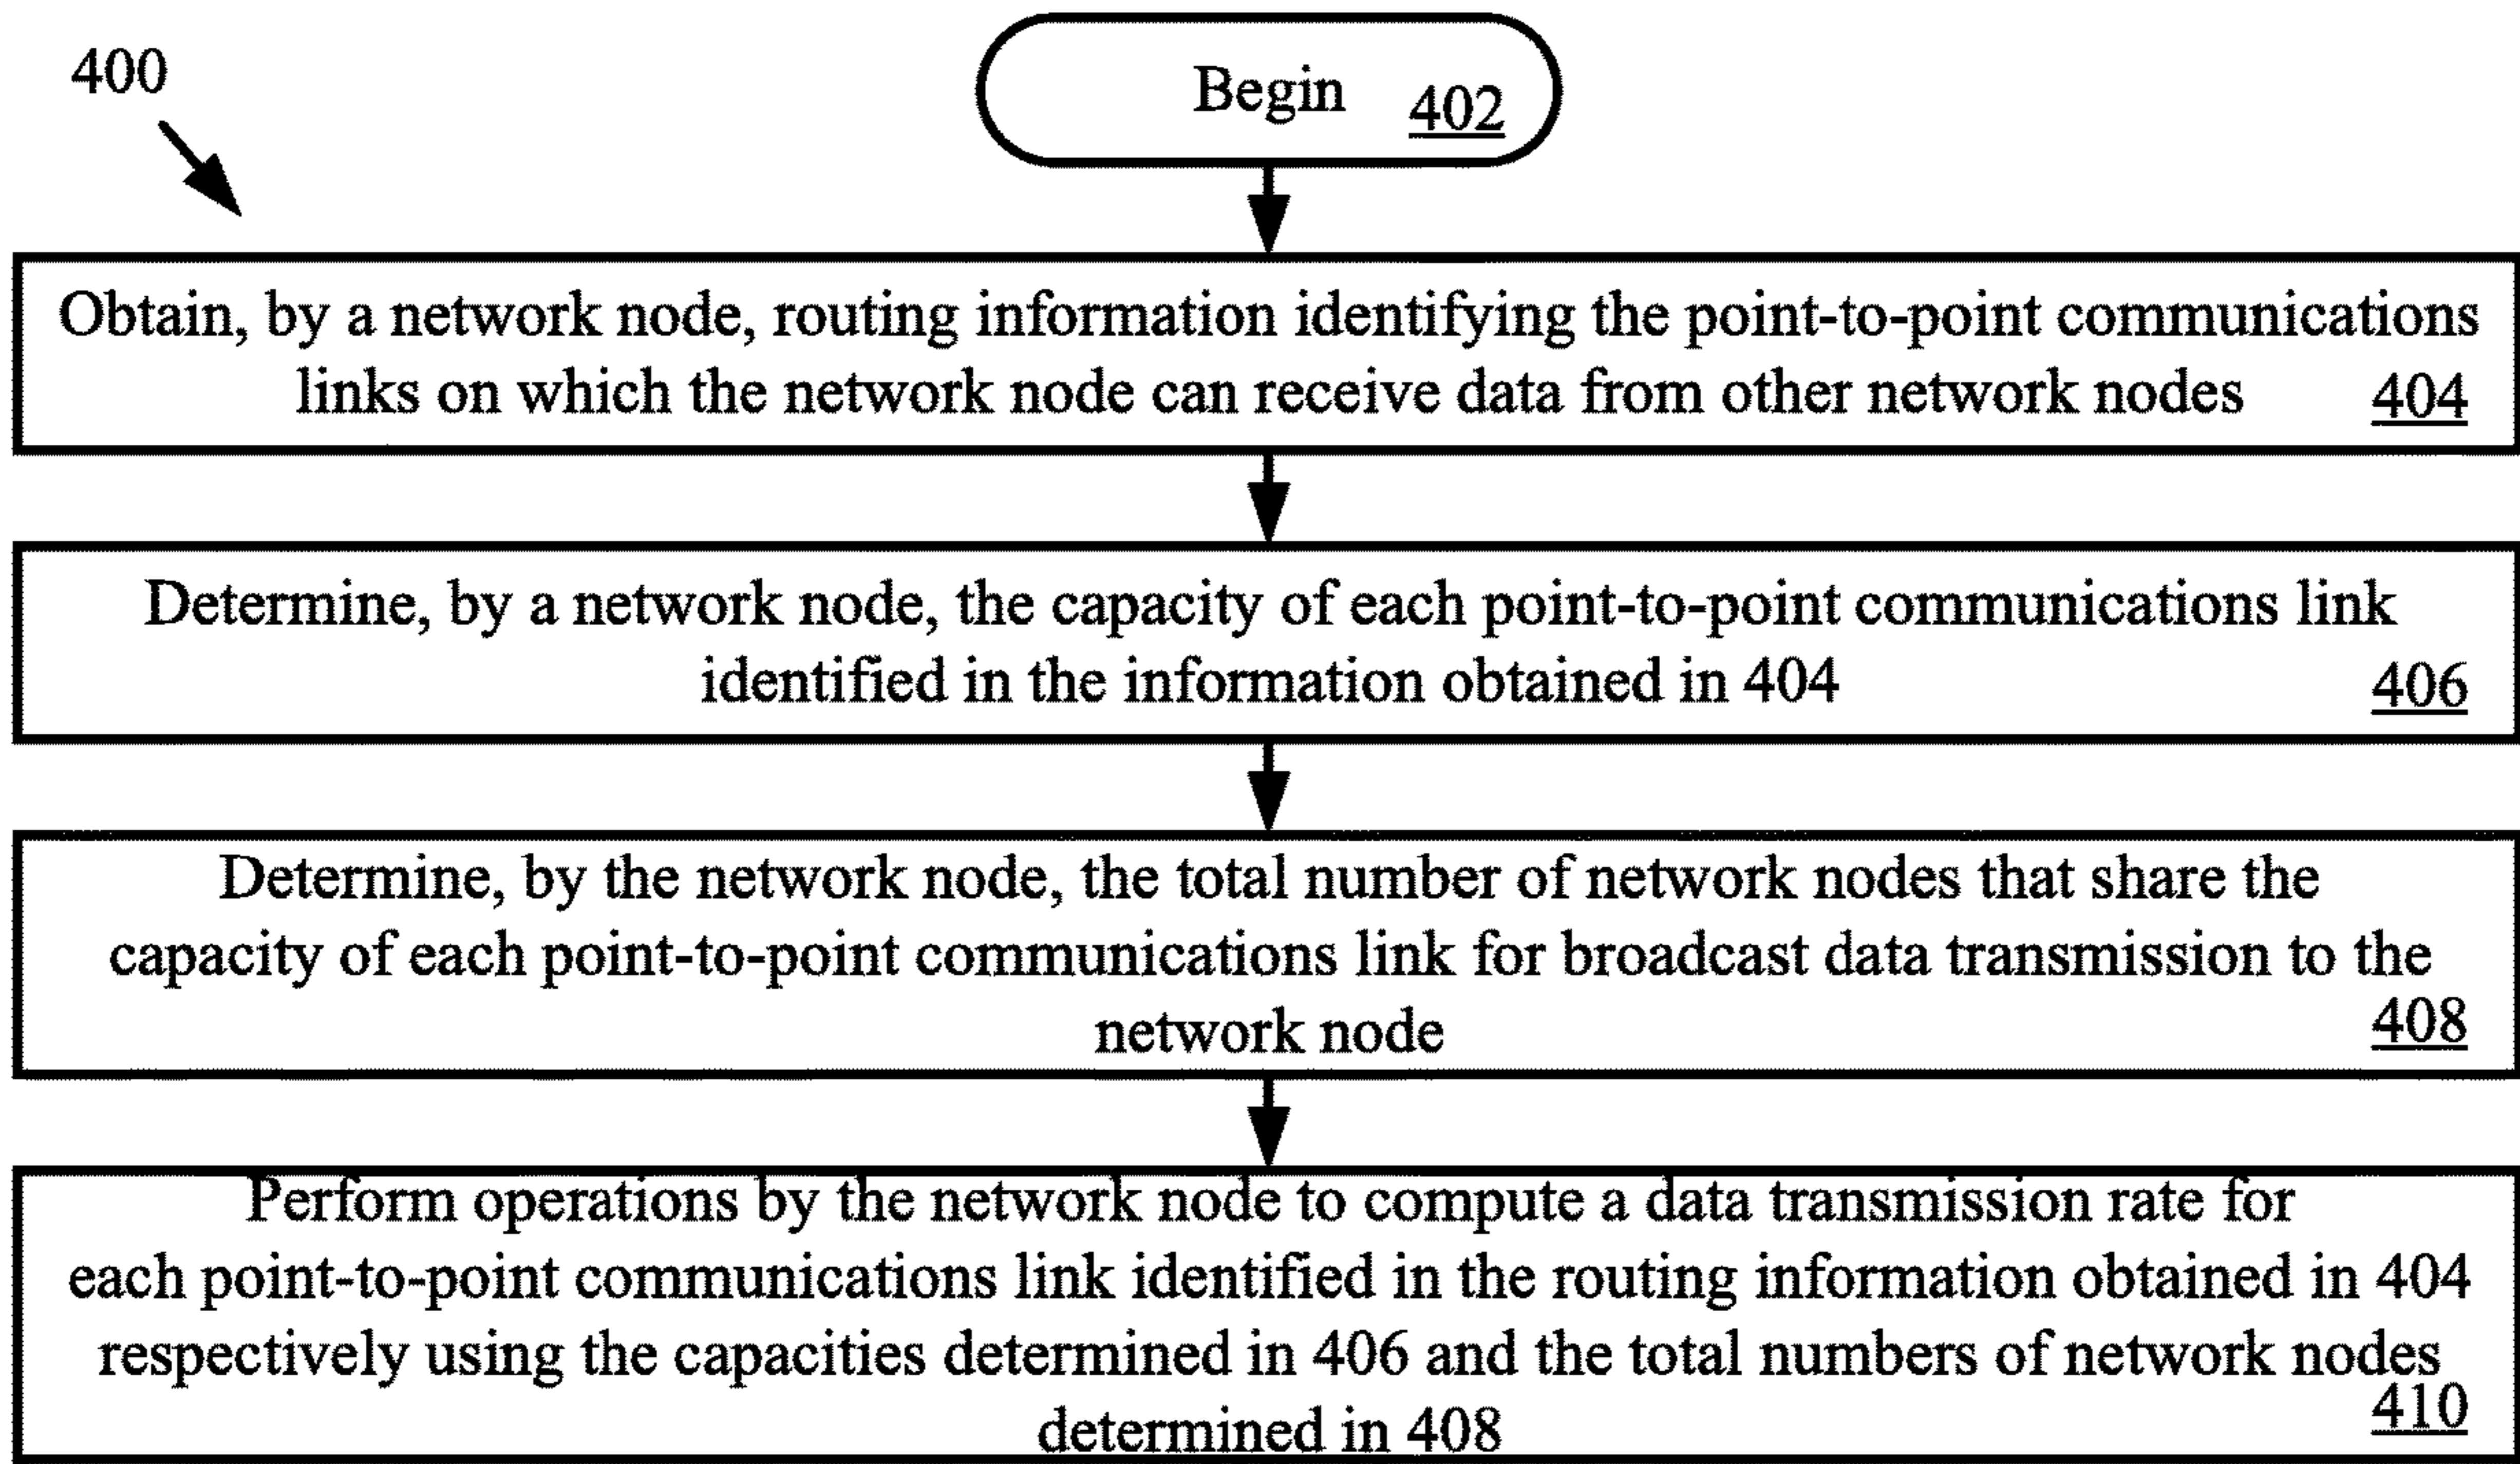 400
Begin 402
Obtain, by a network node, routing information identifying the point-to-point communications
links on which the network node can receive data from other network nodes 404
Determine, by a network node, the capacity of each point-to-point communications link
identified in the information obtained in 404
406
Determine, by the network node, the total number of network nodes that share the
capacity of each point-to-point communications link for broadcast data transmission to the
network node 408
Perform operations by the network node to compute a data transmission rate for
each point-to-point communications link identified in the routing information obtained in 404
respectively using the capacities determined in 406 and the total numbers of network nodes
determined in 408 410